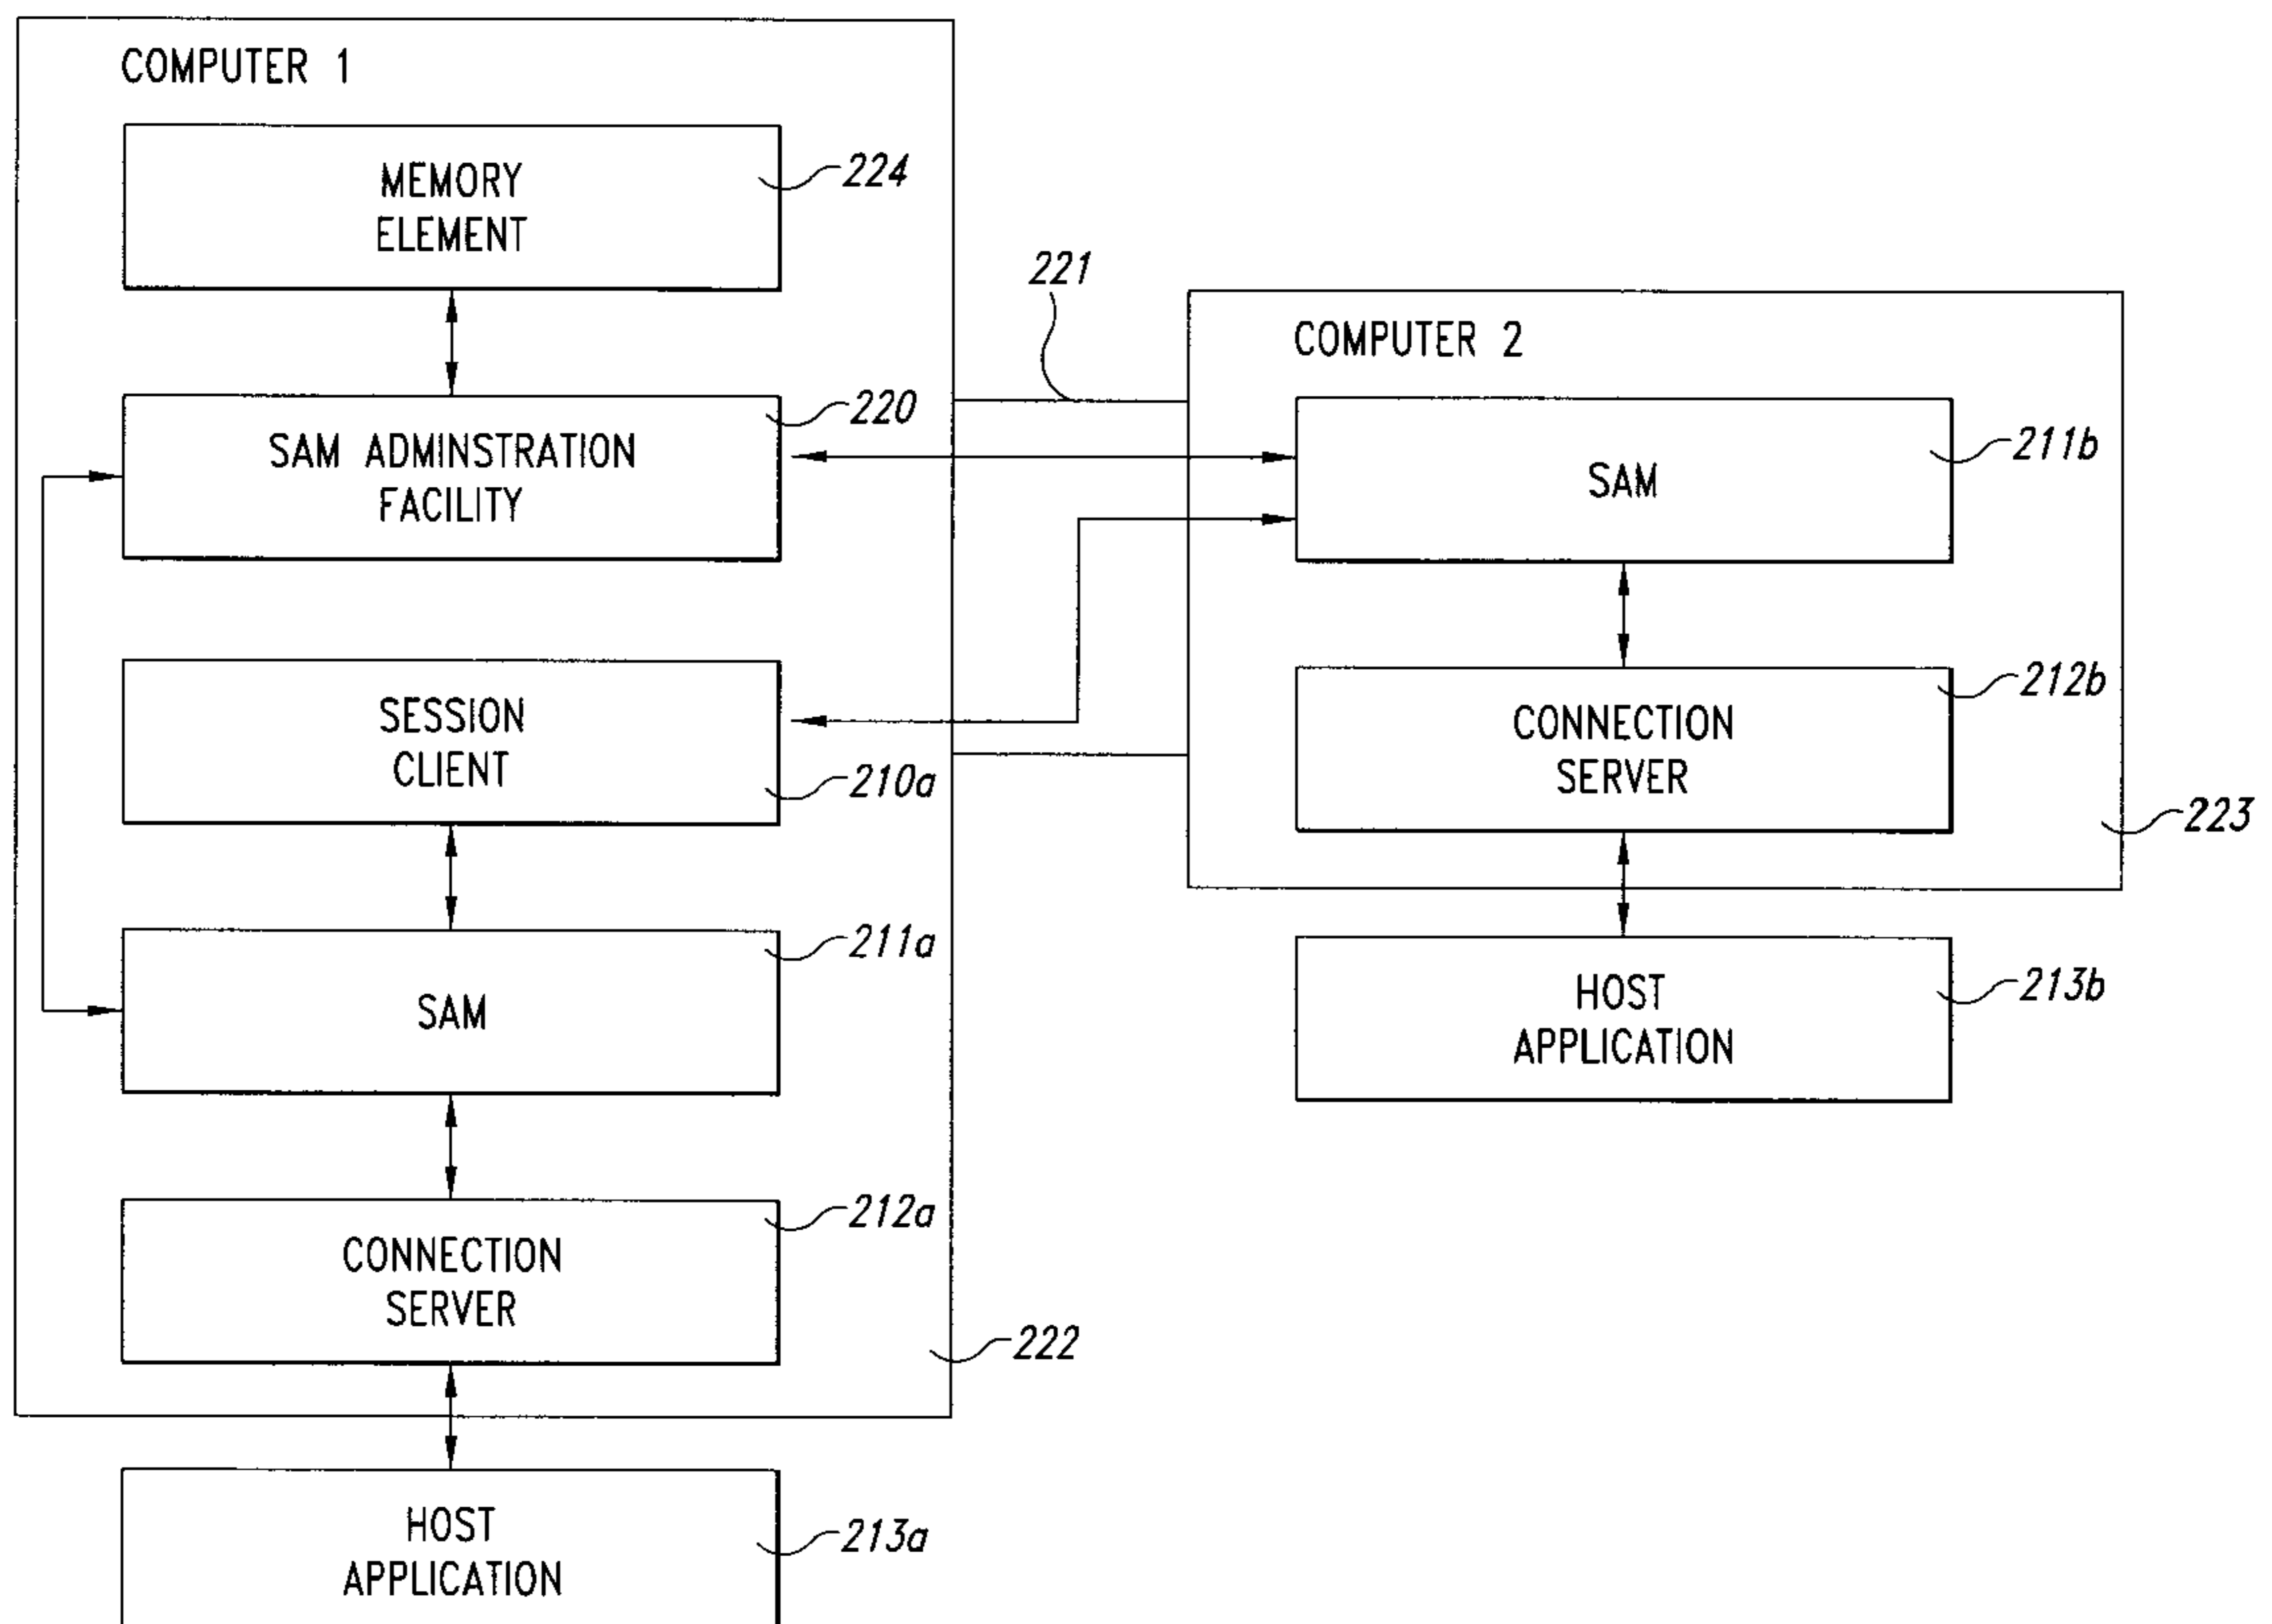 COMPUTER 1
MEMORY
ELEMENT
224
SAM ADMINSTRATION
FACILITY
220
SESSION
CLIENT
210a
SAM
211a
CONNECTION
SERVER
212a
222
HOST
APPLICATION
213a
221
COMPUTER 2
SAM
211b
CONNECTION
SERVER
212b
223
HOST
APPLICATION
213b